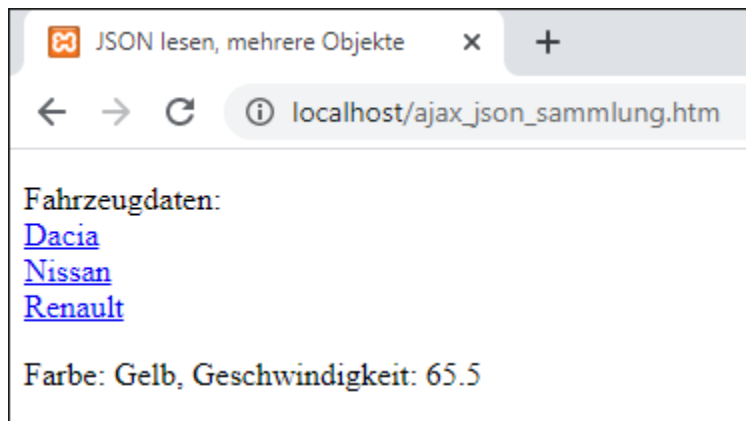 JSON lesen, mehrere Objekte
localhost/ajax_json_sammlung.htm
Fahrzeugdaten:
Dacia
Nissan
Renault
Farbe: Gelb, Geschwindigkeit: 65.5